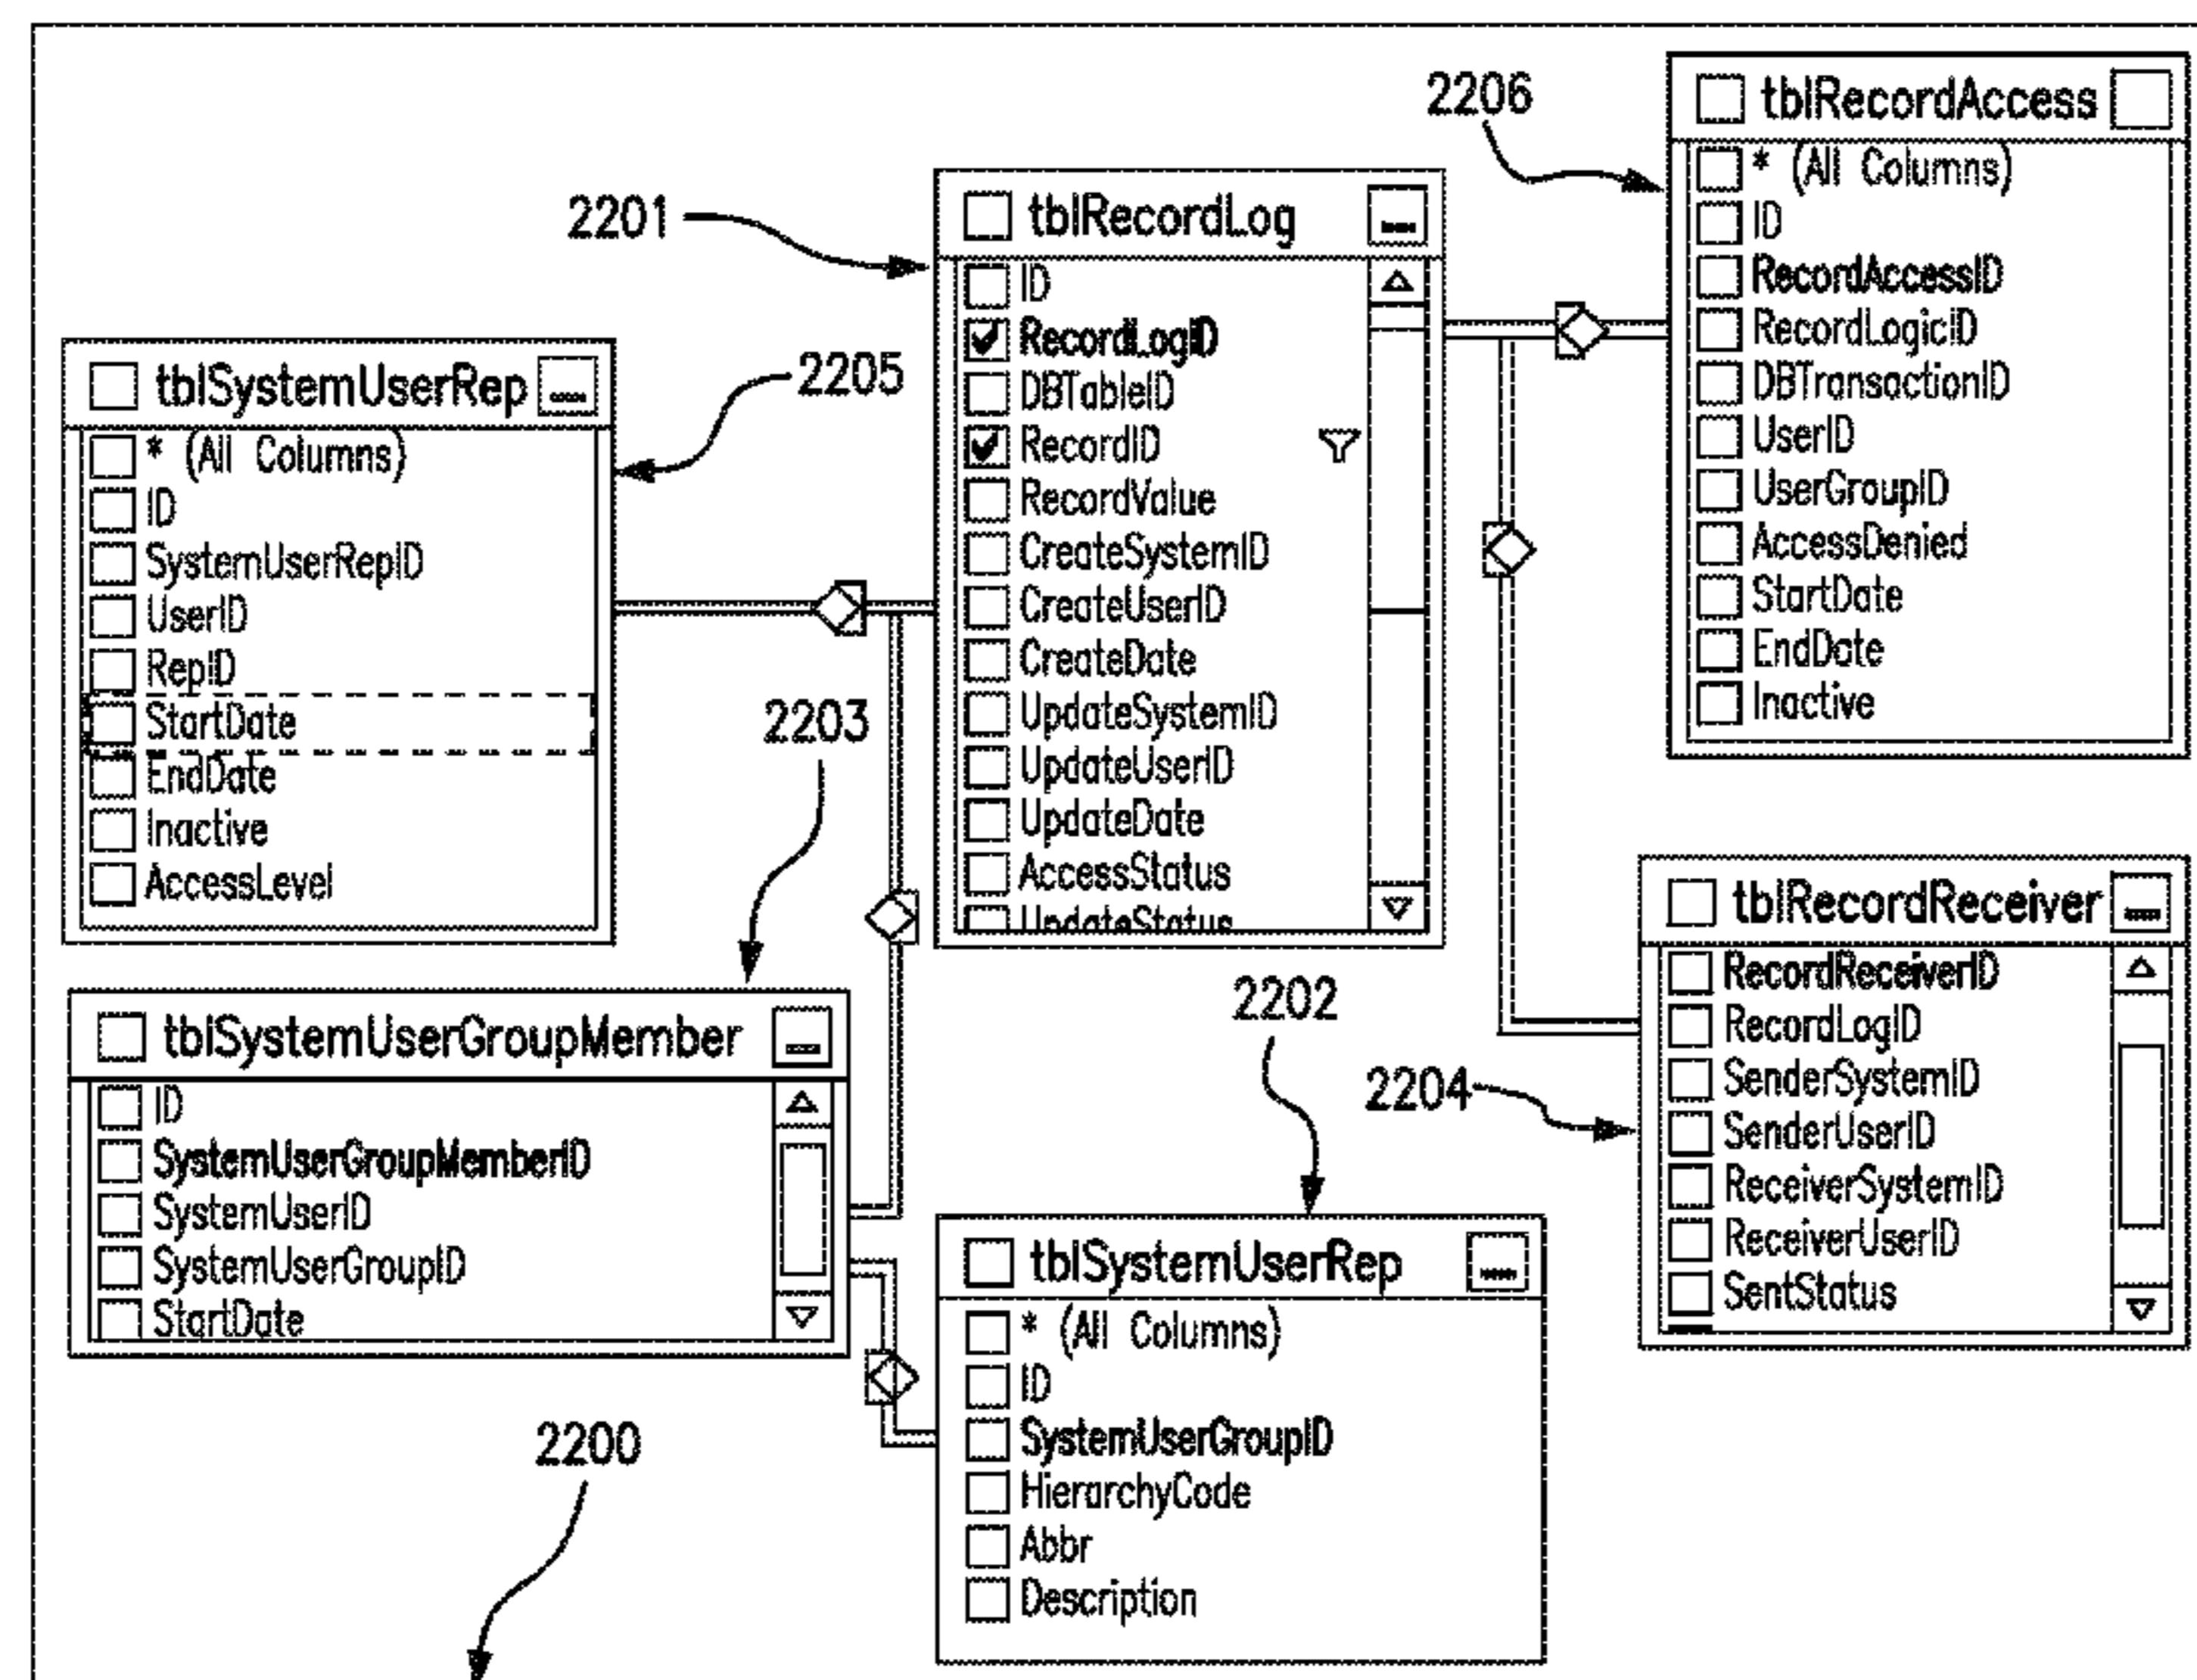 2206
tblRecordAccess
* (All Columns)
ID
RecordAccessID
RecordLogicID
DBTransactionID
UserID
UserGroupID
AccessDenied
StartDate
EndDate
Inactive
2201
tblRecordLog
ID
RecordLogID
DBTableID
RecordID
RecordValue
CreateSystemID
CreateUserID
CreateDate
UpdateSystemID
UpdateUserID
UpdateDate
AccessStatus
UpdateStatus
2205
tblSystemUserRep
* (All Columns)
ID
SystemUserRepID
UserID
RepID
StartDate
EndDate
Inactive
AccessLevel
2203
tblSystemUserGroupMember
ID
SystemUserGroupMemberID
SystemUserID
SystemUserGroupID
StartDate
2202
tblSystemUserRep
* (All Columns)
ID
SystemUserGroupID
HierarchyCode
Abbr
Description
2204
tblRecordReceiver
RecordReceiverID
RecordLogID
SenderSystemID
SenderUserID
ReceiverSystemID
ReceiverUserID
SentStatus
2200